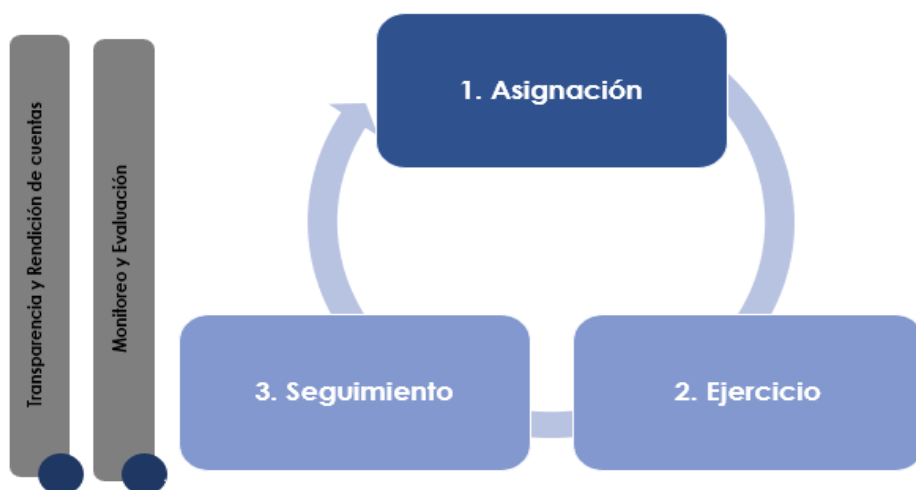 Transparencia y Rendición de cuentas
Monitoreo y Evaluación
1. Asignación
3. Seguimiento
2. Ejercicio